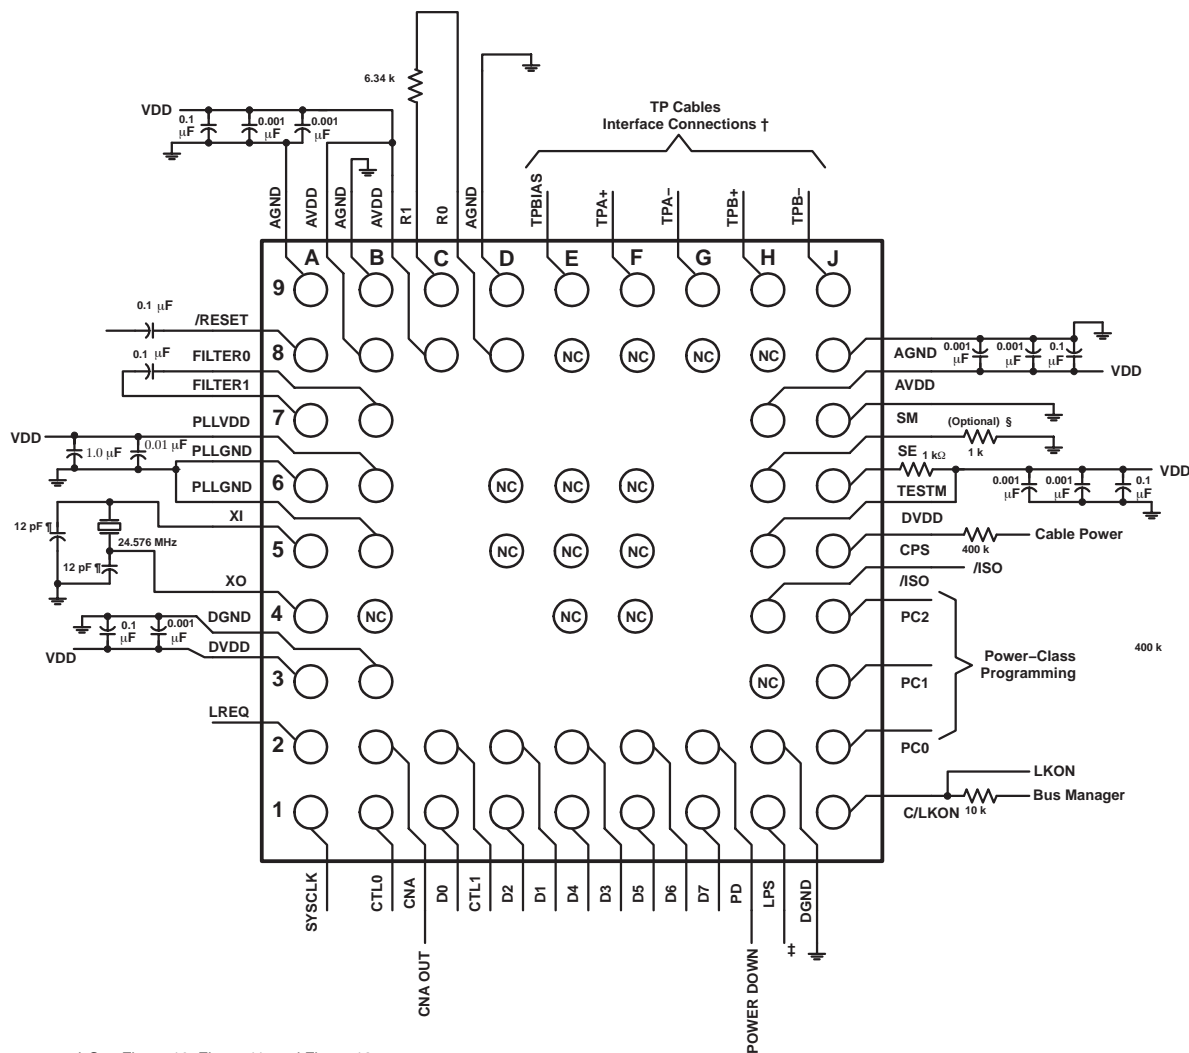 6.34 k
VDD
0.1 µF
0.001 µF
0.001 µF
TP Cables
Interface Connections †
AGND
AVDD
AGND
AVDD
R1
R0
AGND
TPBIAS
TPA+
TPA−
TPB+
TPB−
A B C D E F G H J
9
0.1 µF
/RESET
8
NC NC NC NC
AGND
0.001 µF
0.001 µF
0.1 µF
VDD
0.1 µF
FILTER0
AVDD
FILTER1
7
SM
PLLVDD
(Optional) §
1 k
VDD
1.0 µF
0.01 µF
PLLGND
6
NC NC NC
SE
1 kΩ
VDD
PLLGND
TESTM
0.001 µF
0.001 µF
0.1 µF
XI
DVDD
12 pF ¶
24.576 MHz
5
NC NC NC
CPS
400 k
Cable Power
12 pF ¶
/ISO
XO
/ISO
4
NC
NC NC
PC2
DGND
0.1 µF
0.001 µF
DVDD
VDD
3
NC
PC1
Power−Class
Programming
400 k
LREQ
2
PC0
LKON
1
C/LKON
10 k
Bus Manager
SYSCLK
CTL0
CNA
D0
CTL1
D2
D1
D4
D3
D5
D6
D7
PD
LPS
DGND
CNA OUT
POWER DOWN
‡